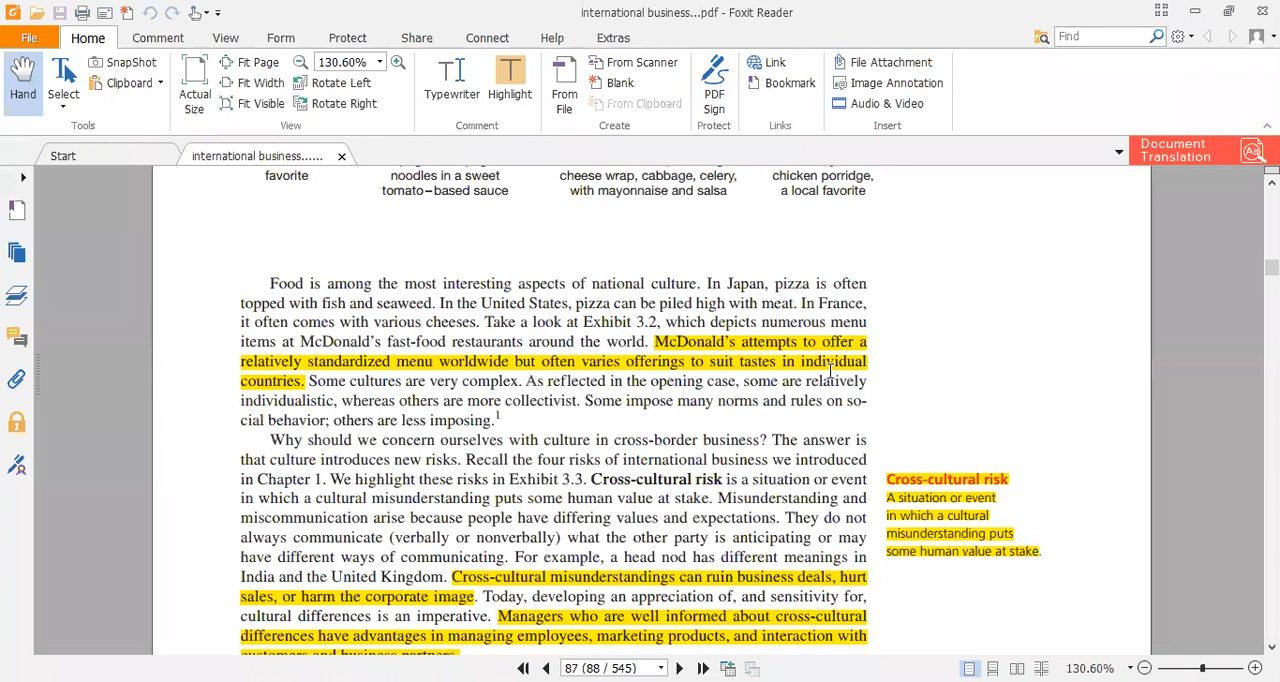 international business...pdf - Foxit Reader
File Home Comment View Form Protect Share Connect Help Extras
Find
Hand
Select
SnapShot
Clipboard
Tools
Actual
Size
Fit Page
Fit Width
Fit Visible
130.60%
Rotate Left
Rotate Right
View
Typewriter
Highlight
Comment
From
File
From Scanner
Blank
From Clipboard
Create
PDF
Sign
Protect
Link
Bookmark
Links
File Attachment
Image Annotation
Audio & Video
Insert
Start
international business......
Document
Translation
favorite
noodles in a sweet
tomato–based sauce
cheese wrap, cabbage, celery,
with mayonnaise and salsa
chicken porridge,
a local favorite
Food is among the most interesting aspects of national culture. In Japan, pizza is often
topped with fish and seaweed. In the United States, pizza can be piled high with meat. In France,
it often comes with various cheeses. Take a look at Exhibit 3.2, which depicts numerous menu
items at McDonald's fast-food restaurants around the world. McDonald's attempts to offer a
relatively standardized menu worldwide but often varies offerings to suit tastes in individual
countries. Some cultures are very complex. As reflected in the opening case, some are relatively
individualistic, whereas others are more collectivist. Some impose many norms and rules on so-
cial behavior; others are less imposing.1
Why should we concern ourselves with culture in cross-border business? The answer is
that culture introduces new risks. Recall the four risks of international business we introduced
in Chapter 1. We highlight these risks in Exhibit 3.3. Cross-cultural risk is a situation or event
in which a cultural misunderstanding puts some human value at stake. Misunderstanding and
miscommunication arise because people have differing values and expectations. They do not
always communicate (verbally or nonverbally) what the other party is anticipating or may
have different ways of communicating. For example, a head nod has different meanings in
India and the United Kingdom. Cross-cultural misunderstandings can ruin business deals, hurt
sales, or harm the corporate image. Today, developing an appreciation of, and sensitivity for,
cultural differences is an imperative. Managers who are well informed about cross-cultural
differences have advantages in managing employees, marketing products, and interaction with
customers and business partners.
Cross-cultural risk
A situation or event
in which a cultural
misunderstanding puts
some human value at stake.
87 (88 / 545)
130.60%